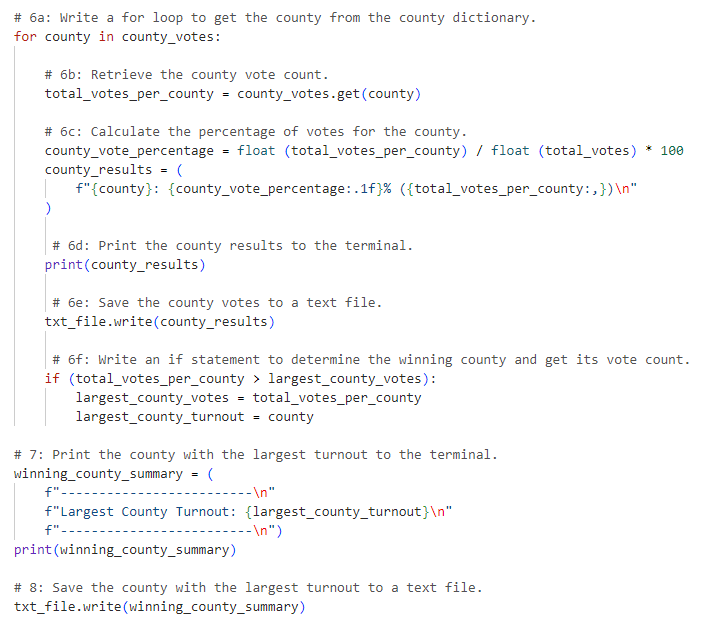 # 6a: Write a for loop to get the county from the county dictionary.
for county in county_votes:
# 6b: Retrieve the county vote count.
total_votes_per_county = county_votes.get(county)
# 6c: Calculate the percentage of votes for the county.
county_vote_percentage = float (total_votes_per_county) / float (total_votes) * 100
county_results = (
f"{county}: {county_vote_percentage:.1f}% ({total_votes_per_county:,})\n"
)
# 6d: Print the county results to the terminal.
print(county_results)
# 6e: Save the county votes to a text file.
txt_file.write(county_results)
# 6f: Write an if statement to determine the winning county and get its vote count.
if (total_votes_per_county > largest_county_votes):
largest_county_votes = total_votes_per_county
largest_county_turnout = county
# 7: Print the county with the largest turnout to the terminal.
winning_county_summary = (
f"-------------------------\n"
f"Largest County Turnout: {largest_county_turnout}\n"
f"-------------------------\n")
print(winning_county_summary)
# 8: Save the county with the largest turnout to a text file.
txt_file.write(winning_county_summary)